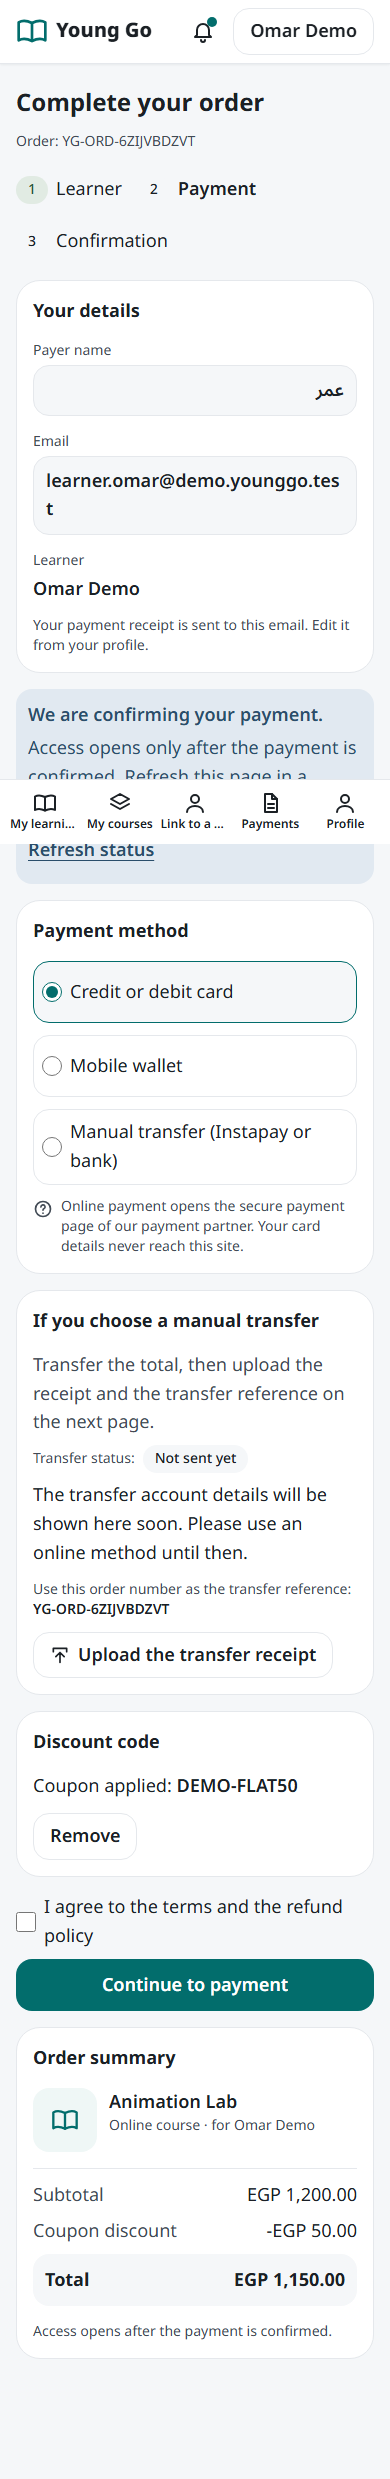 Young Go
Omar Demo
Complete your order
Order: YG-ORD-6ZIJVBDZVT
1 Learner 2 Payment
3 Confirmation
Your details
Payer name
عمر
Email
learner.omar@demo.younggo.tes
t
Learner
Omar Demo
Your payment receipt is sent to this email. Edit it
from your profile.
We are confirming your payment.
Access opens only after the payment is
confirmed. Refresh this page in a
My learni... My courses Link to a ... Payments Profile
Refresh status
Payment method
Credit or debit card
Mobile wallet
Manual transfer (Instapay or
bank)
Online payment opens the secure payment
page of our payment partner. Your card
details never reach this site.
If you choose a manual transfer
Transfer the total, then upload the
receipt and the transfer reference on
the next page.
Transfer status: Not sent yet
The transfer account details will be
shown here soon. Please use an
online method until then.
Use this order number as the transfer reference:
YG-ORD-6ZIJVBDZVT
Upload the transfer receipt
Discount code
Coupon applied: DEMO-FLAT50
Remove
I agree to the terms and the refund
policy
Continue to payment
Order summary
Animation Lab
Online course · for Omar Demo
Subtotal EGP 1,200.00
Coupon discount -EGP 50.00
Total EGP 1,150.00
Access opens after the payment is confirmed.